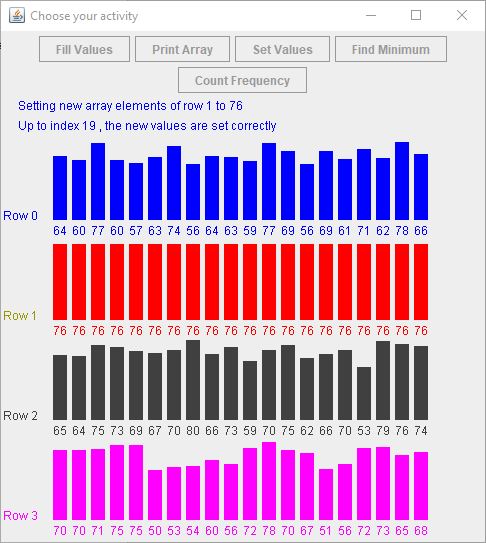 Choose your activity
Fill Values Print Array Set Values Find Minimum
Count Frequency
Setting new array elements of row 1 to 76
Up to index 19 , the new values are set correctly
Row 0
64 60 77 60 57 63 74 56 64 63 59 77 69 56 69 61 71 62 78 66
Row 1
76 76 76 76 76 76 76 76 76 76 76 76 76 76 76 76 76 76 76 76
Row 2
65 64 75 73 69 67 70 80 66 73 59 70 75 62 66 70 53 79 76 74
Row 3
70 70 71 75 75 50 53 54 60 56 72 78 70 67 51 56 72 73 65 68